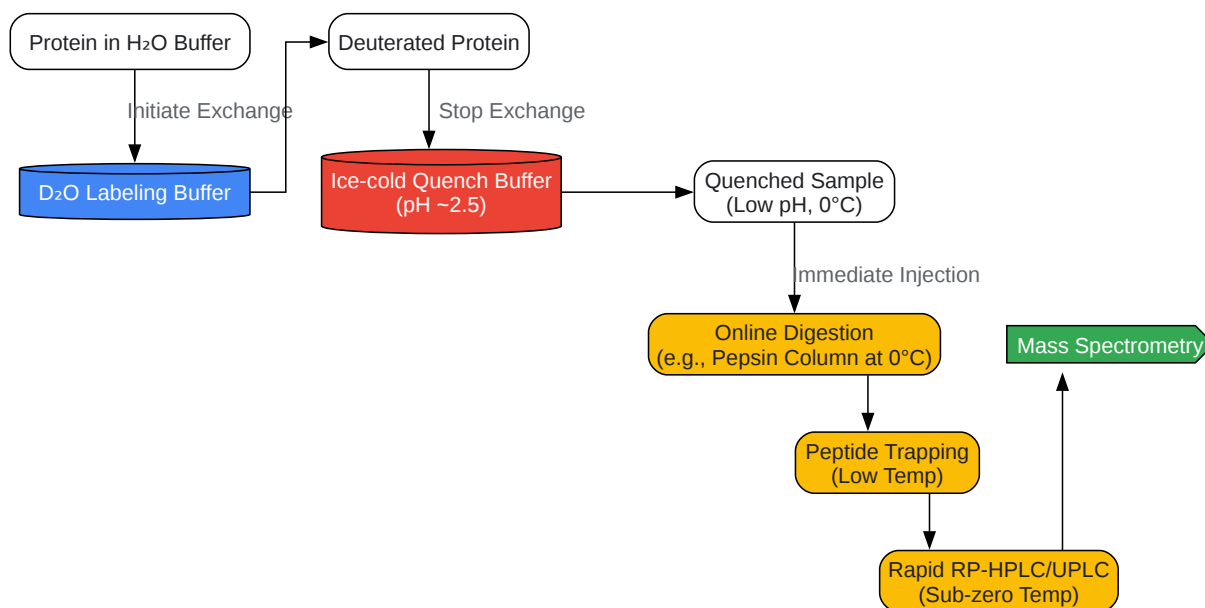 Protein in H₂O Buffer
Deuterated Protein
Initiate Exchange
Stop Exchange
D₂O Labeling Buffer
Ice-cold Quench Buffer
(pH ~2.5)
Quenched Sample
(Low pH, 0°C)
Immediate Injection
Online Digestion
(e.g., Pepsin Column at 0°C)
Mass Spectrometry
Peptide Trapping
(Low Temp)
Rapid RP-HPLC/UPLC
(Sub-zero Temp)